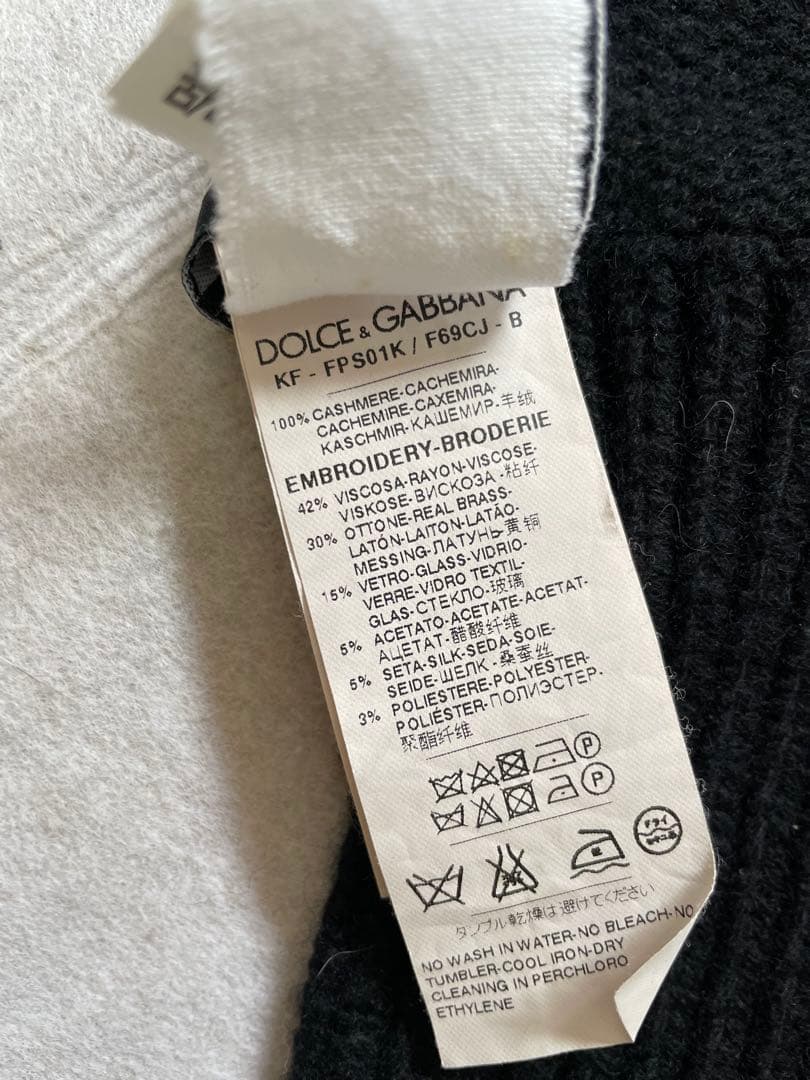 DOLCE & GABBANA
KF - FPS01K / F69CJ - B
100% CASHMERE-CACHEMIRA-
CACHEMIRE-CAXEMIRA-
KASCHMIR-КАШЕМИР-羊绒
EMBROIDERY-BRODERIE
42% VISCOSA-RAYON-VISCOSE-
VISKOSE-ВИСКОЗА-粘纤
30% OTTONE-REAL BRASS-
LATÓN-LAITON-LATÃO-
MESSING-ЛАТУНЬ-黄铜
15% VETRO-GLASS-VIDRIO-
VERRE-VIDRO TEXTIL-
GLAS-СТЕКЛО-玻璃
5% ACETATO-ACETATE-ACETAT-
АЦЕТАТ-醋酸纤维
5% SETA-SILK-SEDA-SOIE-
SEIDE-ШЕЛК-桑蚕丝
3% POLIESTERE-POLYESTER-
POLIÉSTER-ПОЛИЭСТЕР-
聚酯纤维
P
P
ドライ
セキユ系
タンブル乾燥は避けてください
NO WASH IN WATER-NO BLEACH-NO
TUMBLER-COOL IRON-DRY
CLEANING IN PERCHLORO
ETHYLENE